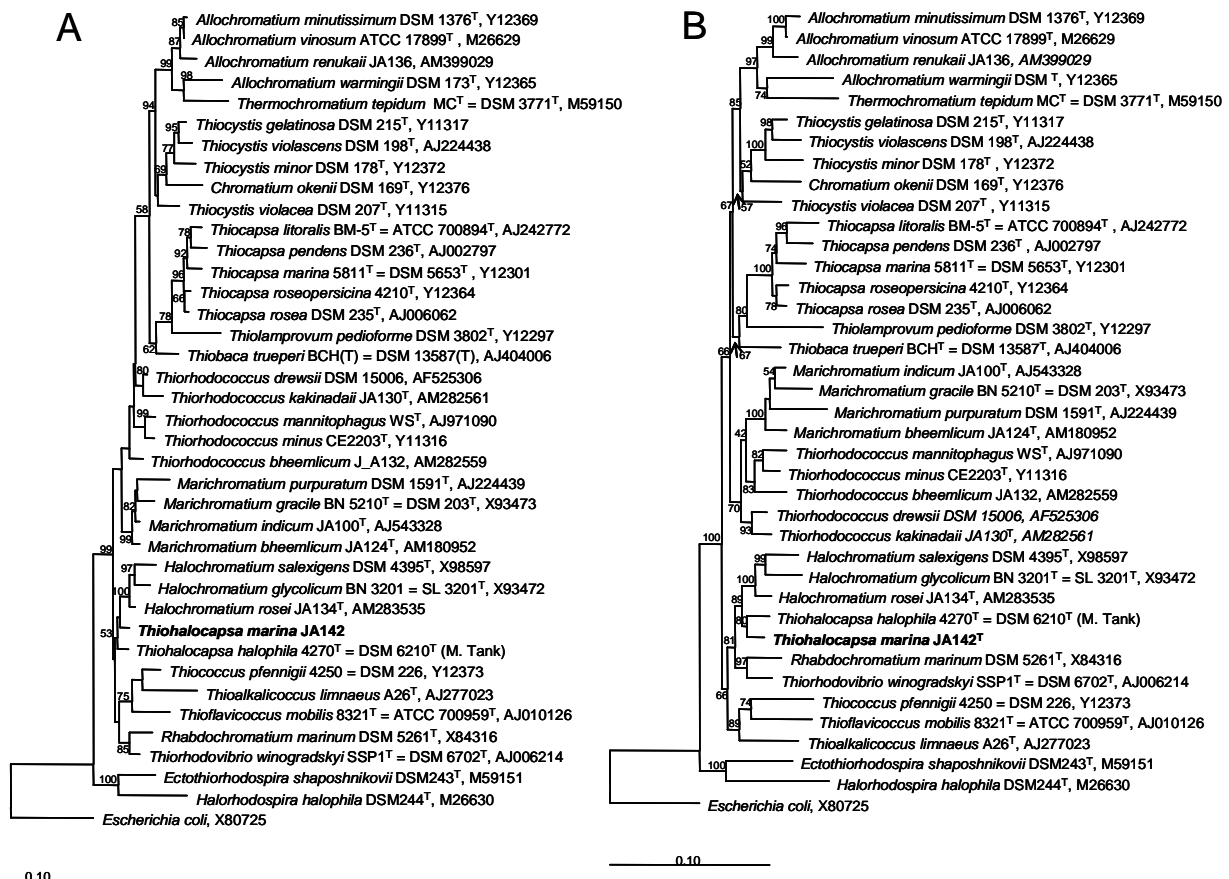 A
85 Allochromatium minutissimum DSM 1376T, Y12369
87 Allochromatium vinosum ATCC 17899T , M26629
99 Allochromatium renukaii JA136, AM399029
98 Allochromatium warmingii DSM 173T, Y12365
94 Thermochromatium tepidum MCT = DSM 3771T, M59150
95 Thiocystis gelatinosa DSM 215T, Y11317
77 Thiocystis violascens DSM 198T, AJ224438
69 Thiocystis minor DSM 178T, Y12372
Chromatium okenii DSM 169T, Y12376
58 Thiocystis violacea DSM 207T, Y11315
78 Thiocapsa litoralis BM-5T = ATCC 700894T, AJ242772
92 Thiocapsa pendens DSM 236T, AJ002797
96 Thiocapsa marina 5811T = DSM 5653T, Y12301
66 Thiocapsa roseopersicina 4210T, Y12364
78 Thiocapsa rosea DSM 235T, AJ006062
Thiolamprovum pedioforme DSM 3802T, Y12297
62 Thiobaca trueperi BCH(T) = DSM 13587(T), AJ404006
80 Thiorhodococcus drewsii DSM 15006, AF525306
Thiorhodococcus kakinadaii JA130T, AM282561
99 Thiorhodococcus mannitophagus WST, AJ971090
Thiorhodococcus minus CE2203T, Y11316
Thiorhodococcus bheemlicum J_A132, AM282559
Marichromatium purpuratum DSM 1591T, AJ224439
82 Marichromatium gracile BN 5210T = DSM 203T, X93473
Marichromatium indicum JA100T, AJ543328
99 Marichromatium bheemlicum JA124T, AM180952
99
97 Halochromatium salexigens DSM 4395T, X98597
100 Halochromatium glycolicum BN 3201 = SL 3201T, X93472
Halochromatium rosei JA134T, AM283535
53 Thiohalocapsa marina JA142
Thiohalocapsa halophila 4270T = DSM 6210T (M. Tank)
Thiococcus pfennigii 4250 = DSM 226, Y12373
75 Thioalkalicoccus limnaeus A26T, AJ277023
Thioflavicoccus mobilis 8321T = ATCC 700959T, AJ010126
Rhabdochromatium marinum DSM 5261T, X84316
85 Thiorhodovibrio winogradskyi SSP1T = DSM 6702T, AJ006214
100 Ectothiorhodospira shaposhnikovii DSM243T, M59151
Halorhodospira halophila DSM244T, M26630
Escherichia coli, X80725
0.10
B
100 Allochromatium minutissimum DSM 1376T, Y12369
99 Allochromatium vinosum ATCC 17899T, M26629
97 Allochromatium renukaii JA136, AM399029
Allochromatium warmingii DSM T, Y12365
85 74 Thermochromatium tepidum MCT = DSM 3771T, M59150
98 Thiocystis gelatinosa DSM 215T, Y11317
100 Thiocystis violascens DSM 198T, AJ224438
52 Thiocystis minor DSM 178T , Y12372
Chromatium okenii DSM 169T, Y12376
67 57 Thiocystis violacea DSM 207T , Y11315
96 Thiocapsa litoralis BM-5T = ATCC 700894T , AJ242772
74 Thiocapsa pendens DSM 236T , AJ002797
100 Thiocapsa marina 5811T = DSM 5653T, Y12301
Thiocapsa roseopersicina 4210T, Y12364
80 78 Thiocapsa rosea DSM 235T, AJ006062
Thiolamprovum pedioforme DSM 3802T, Y12297
66 67 Thiobaca trueperi BCHT = DSM 13587T, AJ404006
54 Marichromatium indicum JA100T, AJ543328
Marichromatium gracile BN 5210T = DSM 203T, X93473
100 Marichromatium purpuratum DSM 1591T, AJ224439
42 Marichromatium bheemlicum JA124T, AM180952
82 Thiorhodococcus mannitophagus WST, AJ971090
Thiorhodococcus minus CE2203T, Y11316
83 Thiorhodococcus bheemlicum JA132, AM282559
70 Thiorhodococcus drewsii DSM 15006, AF525306
93 Thiorhodococcus kakinadaii JA130T, AM282561
100
99 Halochromatium salexigens DSM 4395T, X98597
100 Halochromatium glycolicum BN 3201T = SL 3201T, X93472
89 Halochromatium rosei JA134T, AM283535
Thiohalocapsa halophila 4270T = DSM 6210T (M. Tank)
81 Thiohalocapsa marina JA142T
97 Rhabdochromatium marinum DSM 5261T, X84316
66 Thiorhodovibrio winogradskyi SSP1T = DSM 6702T, AJ006214
74 Thiococcus pfennigii 4250 = DSM 226, Y12373
89 Thioflavicoccus mobilis 8321T = ATCC 700959T, AJ010126
Thioalkalicoccus limnaeus A26T, AJ277023
100 Ectothiorhodospira shaposhnikovii DSM243T, M59151
Halorhodospira halophila DSM244T, M26630
Escherichia coli, X80725
0.10